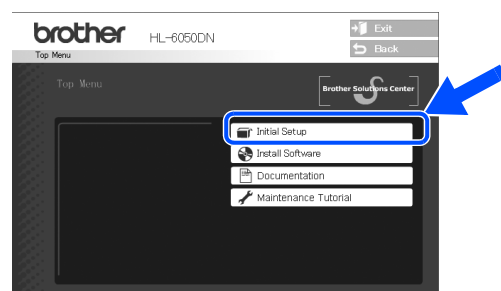 brother HL-6050DN
Exit
Back
Top Menu
Top Menu
Brother Solutions Center
Initial Setup
Install Software
Documentation
Maintenance Tutorial